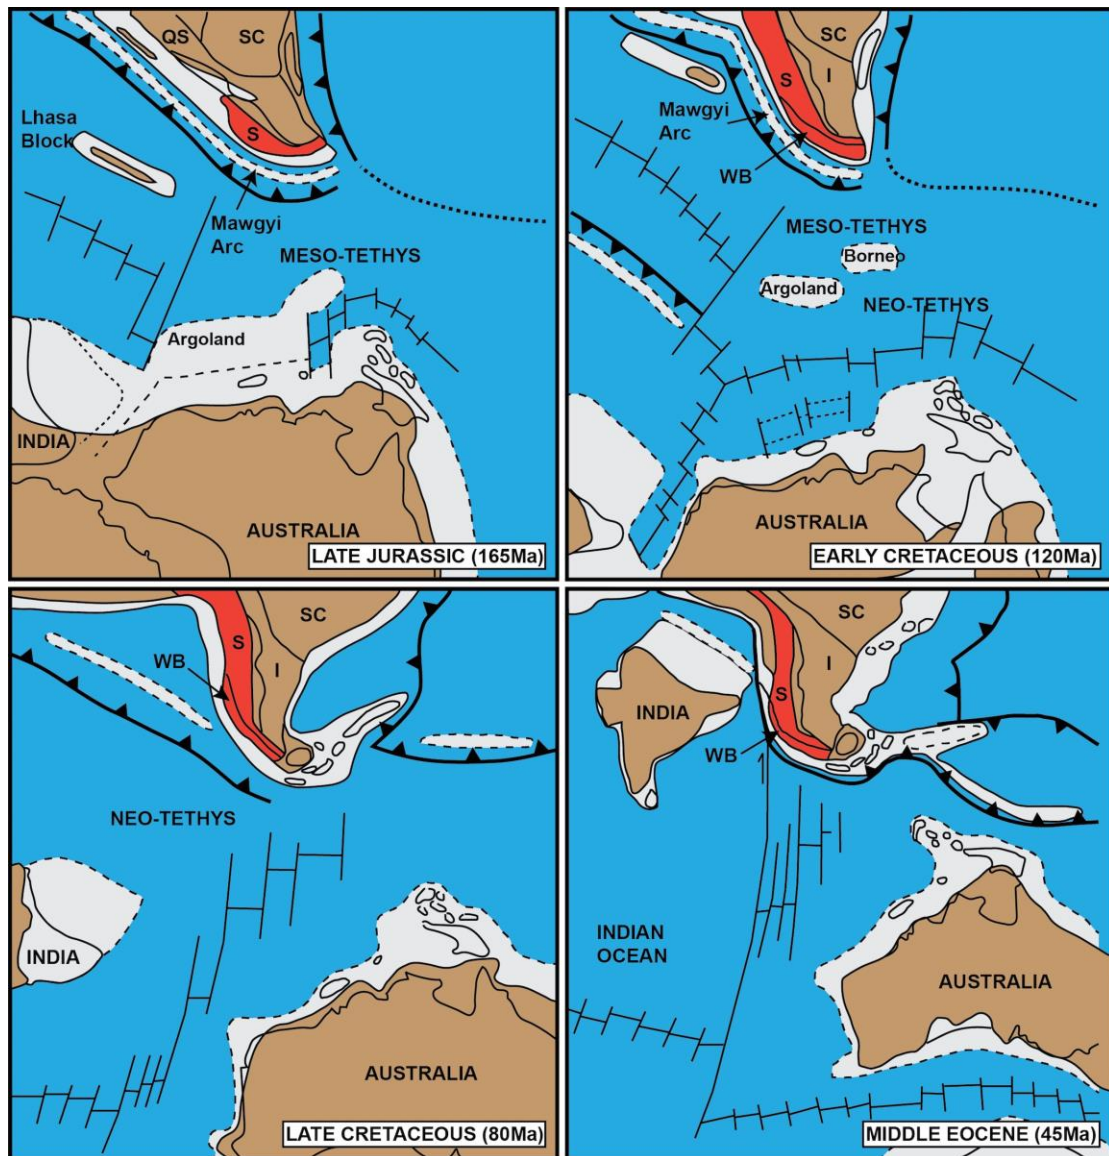 QS
SC
Lhasa
Block
S
Mawgyi
Arc
MESO-TETHYS
Argoland
INDIA
AUSTRALIA
LATE JURASSIC (165Ma)
SC
S
I
Mawgyi
Arc
WB
MESO-TETHYS
Borneo
Argoland
NEO-TETHYS
AUSTRALIA
EARLY CRETACEOUS (120Ma)
SC
S
WB
I
NEO-TETHYS
INDIA
AUSTRALIA
LATE CRETACEOUS (80Ma)
SC
I
INDIA
S
WB
INDIAN
OCEAN
AUSTRALIA
MIDDLE EOCENE (45Ma)